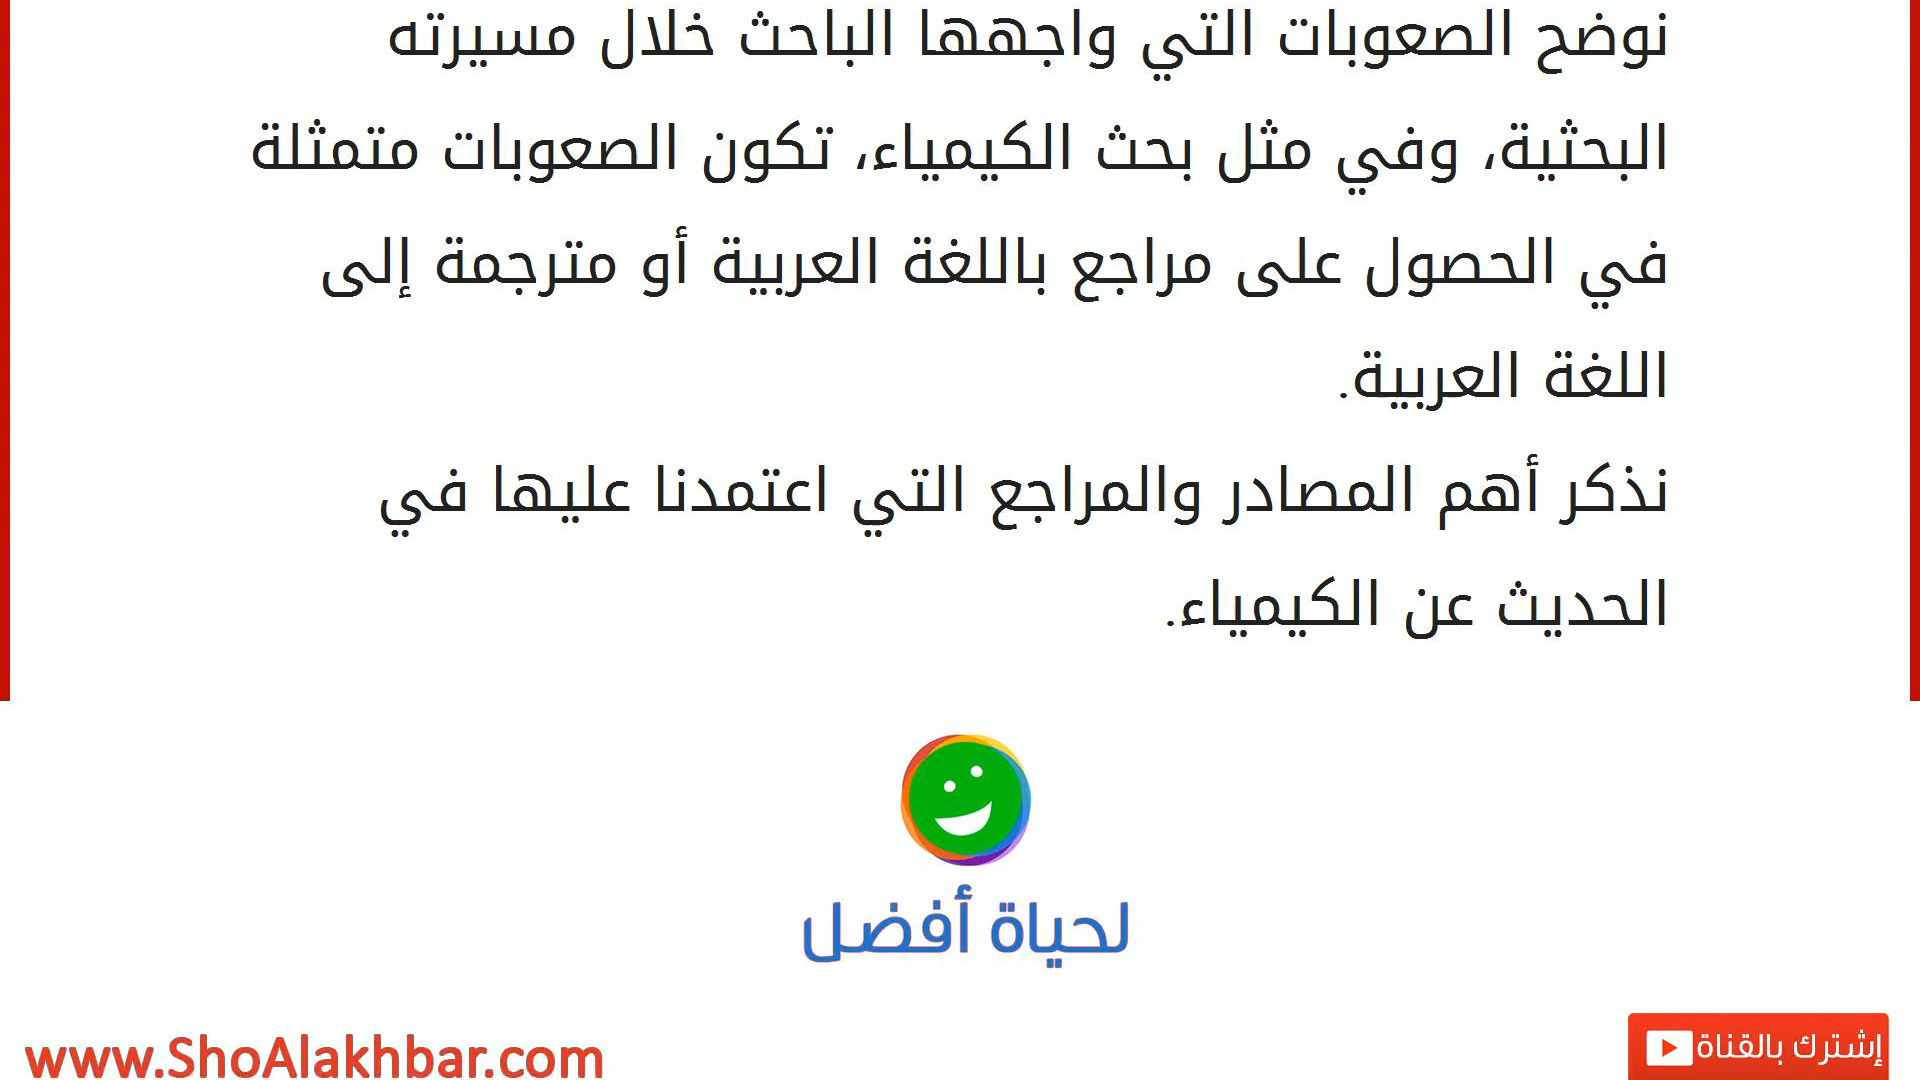 نوضح الصعوبات التي واجهها الباحث خلال مسيرته
البحثية، وفي مثل بحث الكيمياء، تكون الصعوبات متمثلة
في الحصول على مراجع باللغة العربية أو مترجمة إلى
اللغة العربية.
نذكر أهم المصادر والمراجع التي اعتمدنا عليها في
الحديث عن الكيمياء.
لحياة أفضل
www.ShoAlakhbar.com
إشترك بالقناة